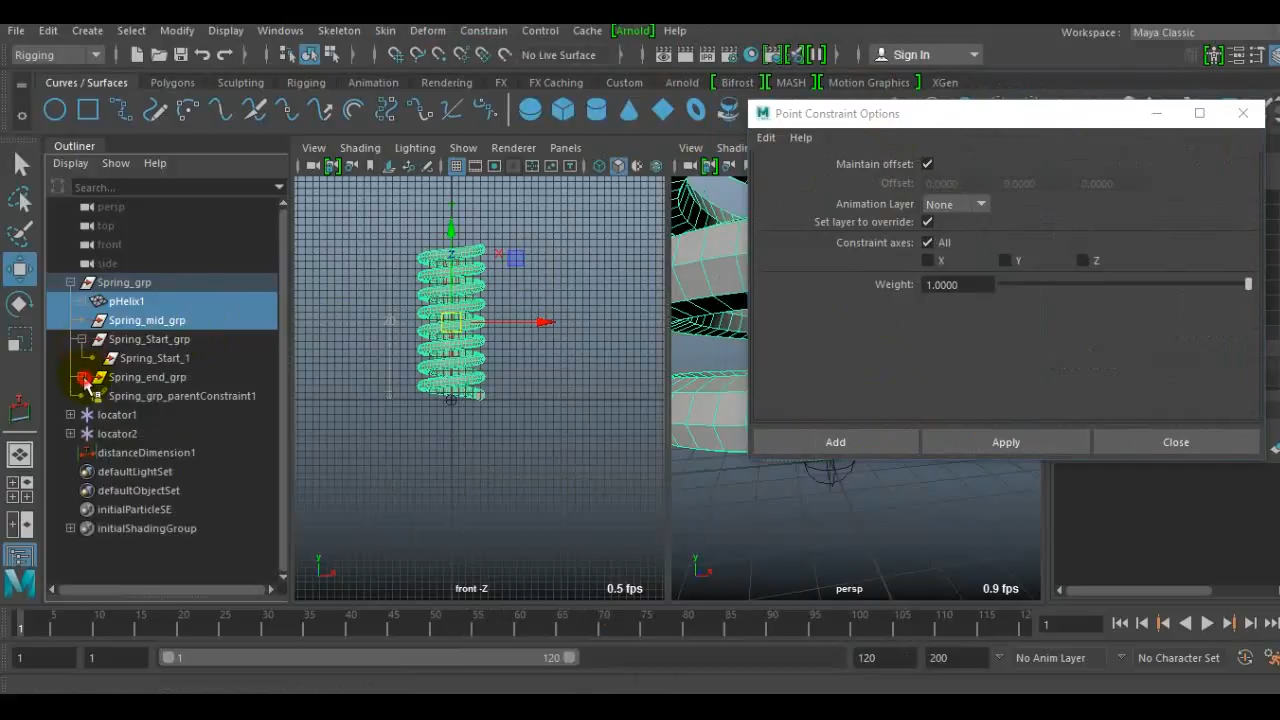 File Edit Create Select Modify Display Windows Skeleton Skin Deform Constrain Control Cache [Arnold] Help
Workspace : Maya Classic
Rigging
No Live Surface
Sign In
Curves / Surfaces Polygons Sculpting Rigging Animation Rendering FX FX Caching Custom Arnold Bifrost MASH Motion Graphics XGen
Point Constraint Options
Edit Help
Maintain offset:
Offset: 0.0000 0.0000 0.0000
Animation Layer None
Set layer to override:
Constraint axes: All
X Y Z
Weight: 1.0000
Add Apply Close
Outliner
Display Show Help
Search...
persp
top
front
side
Spring_grp
pHelix1
Spring_mid_grp
Spring_Start_grp
Spring_Start_1
Spring_end_grp
Spring_grp_parentConstraint1
locator1
locator2
distanceDimension1
defaultLightSet
defaultObjectSet
initialParticleSE
initialShadingGroup
View Shading Lighting Show Renderer Panels
View Shadin
Z X
y
front -Z
0.5 fps
y
persp
0.9 fps
1 5 10 15 20 25 30 35 40 45 50 55 60 65 70 75 80 85 90 95 100 105 110 115 12
1
1 1 1 120 120 200 No Anim Layer No Character Set